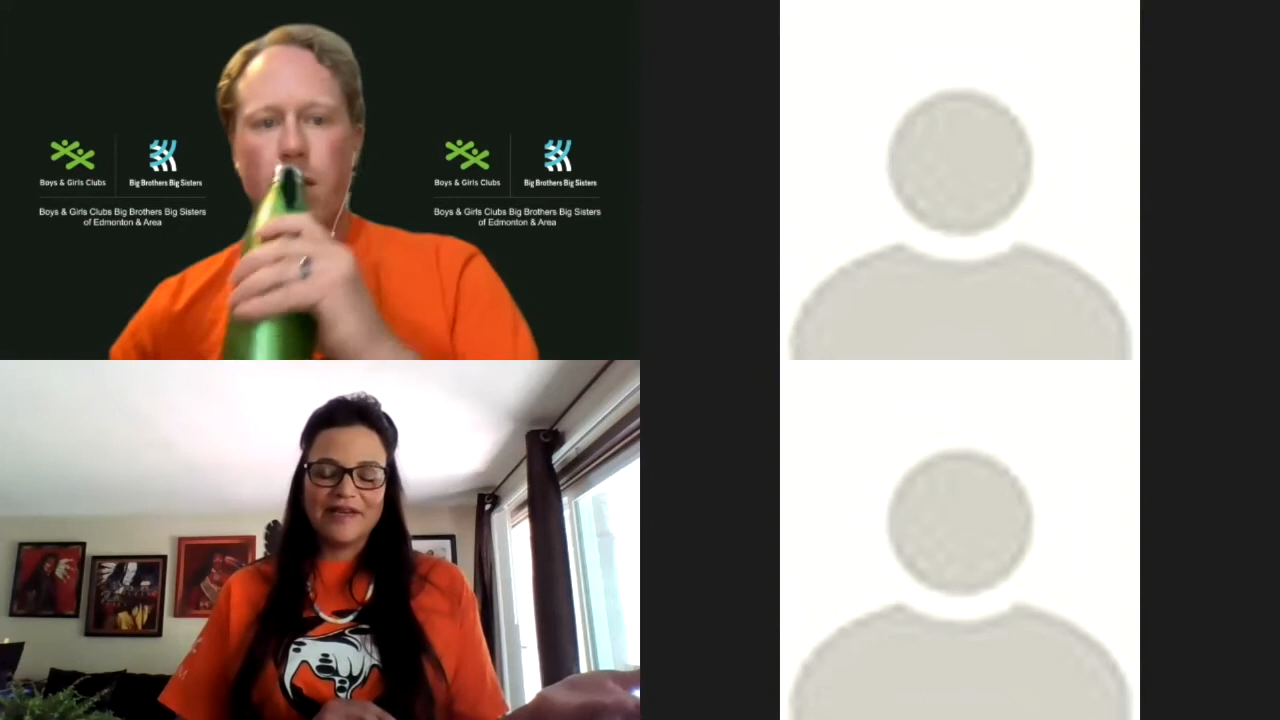 Boys & Girls Clubs
Big Brothers Big Sisters
Boys & Girls Clubs Big Brothers Big Sisters
of Edmonton & Area
Boys & Girls Clubs
Big Brothers Big Sisters
Boys & Girls Clubs Big Brothers Big Sisters
of Edmonton & Area